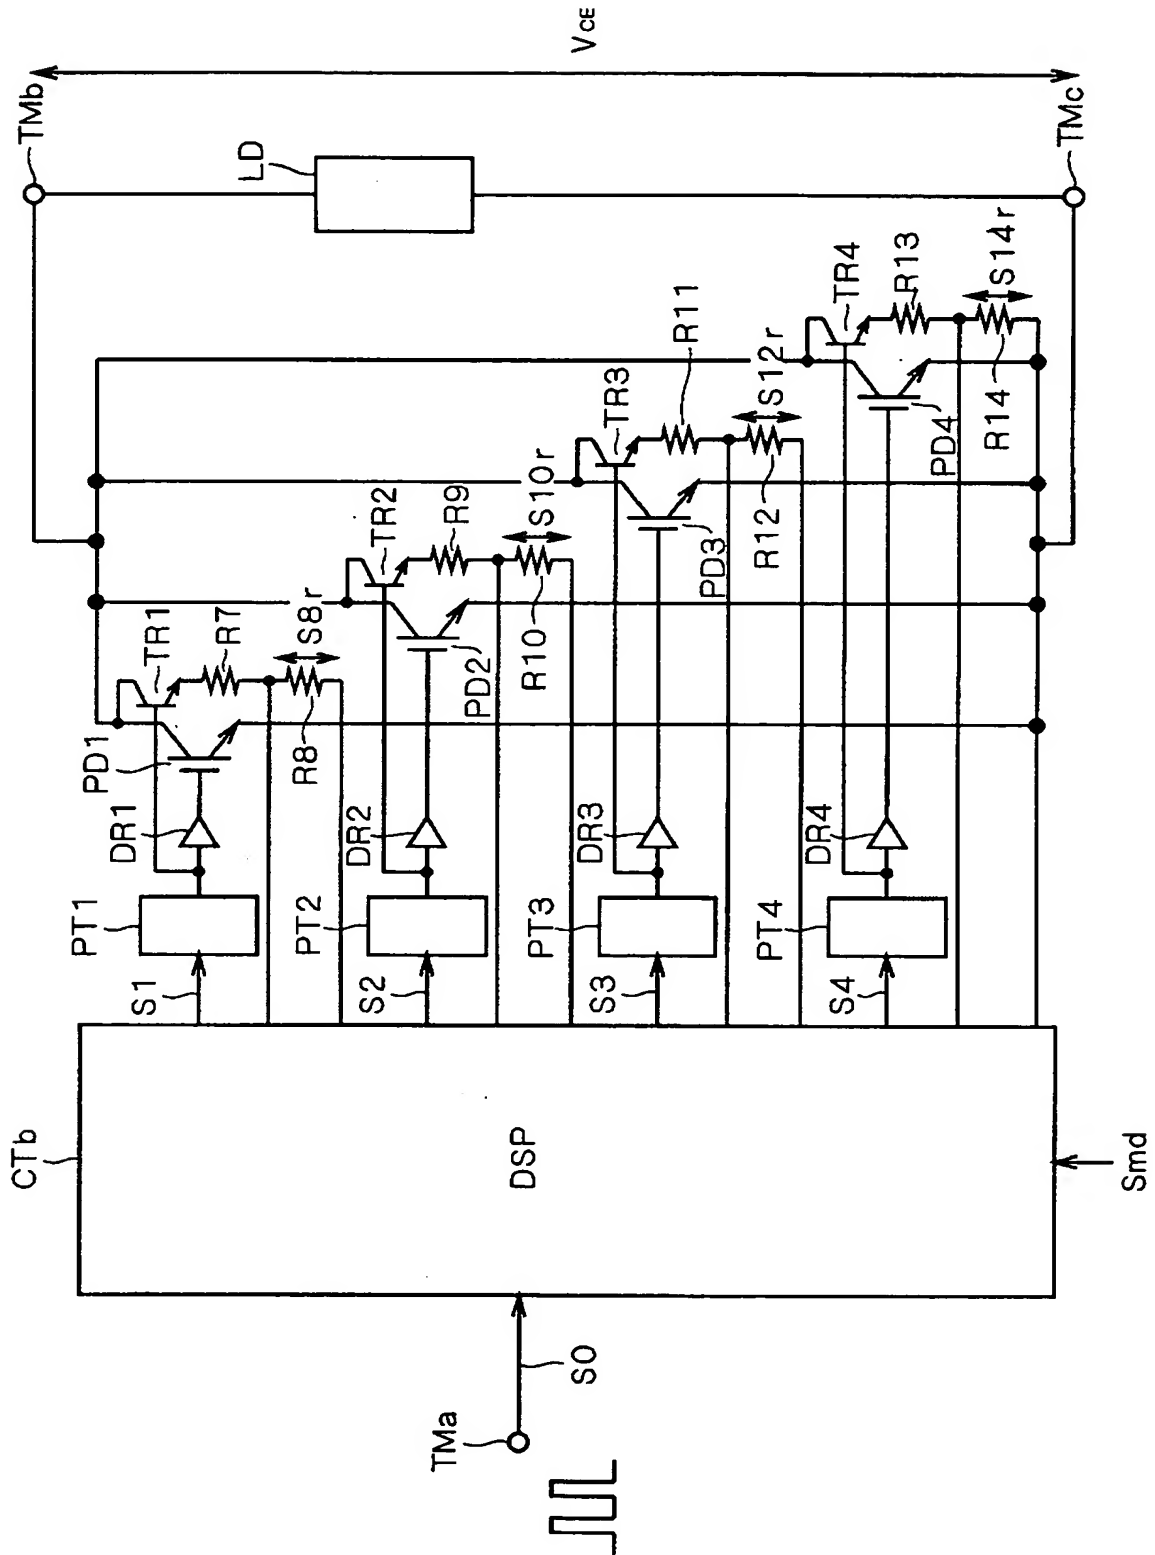 TMa
S0
CTb
DSP
Smd
S1
PT1
DR1
PD1
TR1
R7
R8
S8r
S2
PT2
DR2
PD2
TR2
R9
R10
S10r
S3
PT3
DR3
PD3
TR3
R11
R12
S12r
S4
PT4
DR4
PD4
TR4
R13
R14
S14r
LD
TMb
TMc
VCE